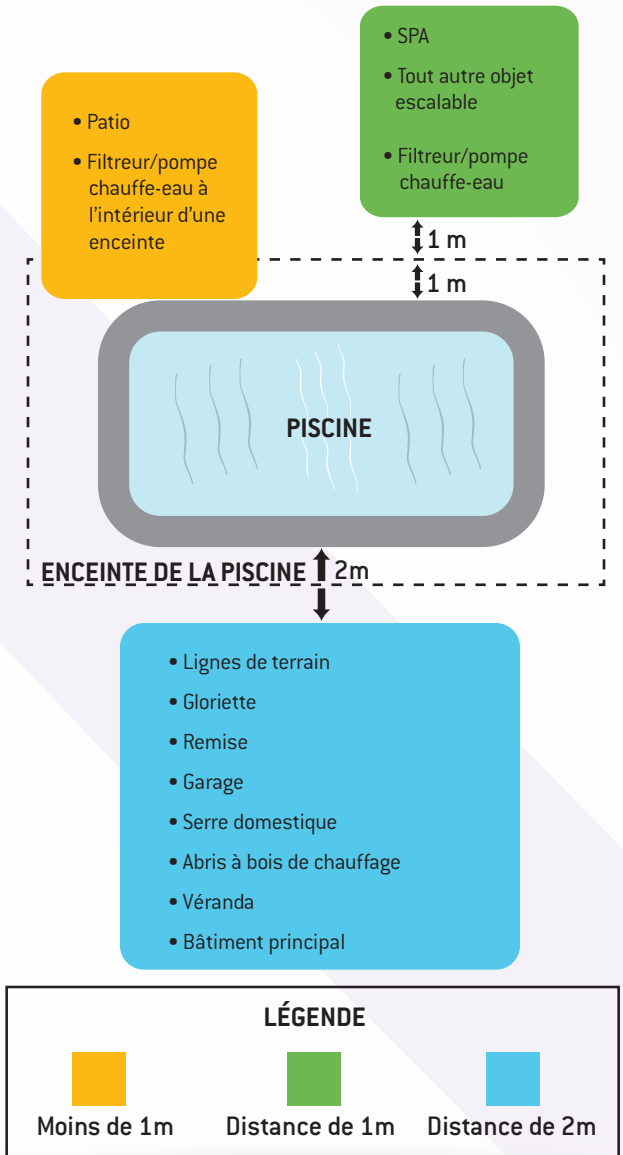 • SPA
• Tout autre objet
escalable
• Filtreur/pompe
chauffe-eau
• Patio
• Filtreur/pompe
chauffe-eau à
l'intérieur d'une
enceinte
1 m
1 m
PISCINE
ENCEINTE DE LA PISCINE 2m
• Lignes de terrain
• Gloriette
• Remise
• Garage
• Serre domestique
• Abris à bois de chauffage
• Véranda
• Bâtiment principal
LÉGENDE
Moins de 1m Distance de 1m Distance de 2m